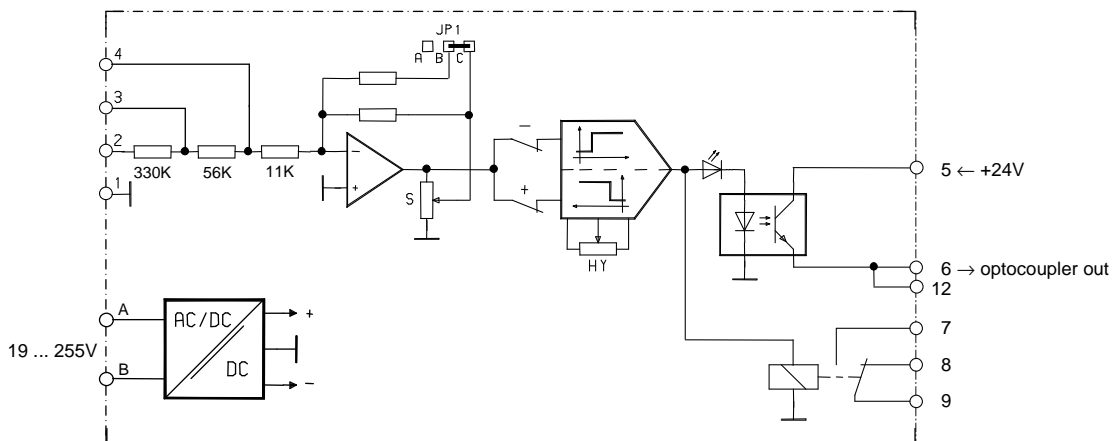 JP1
A B C
4
3
2
330K 56K 11K
1
−
+
S
−
+
HY
5 ← +24V
6 → optocoupler out
12
7
8
9
19 ... 255V
A
B
AC/DC
DC
+
−